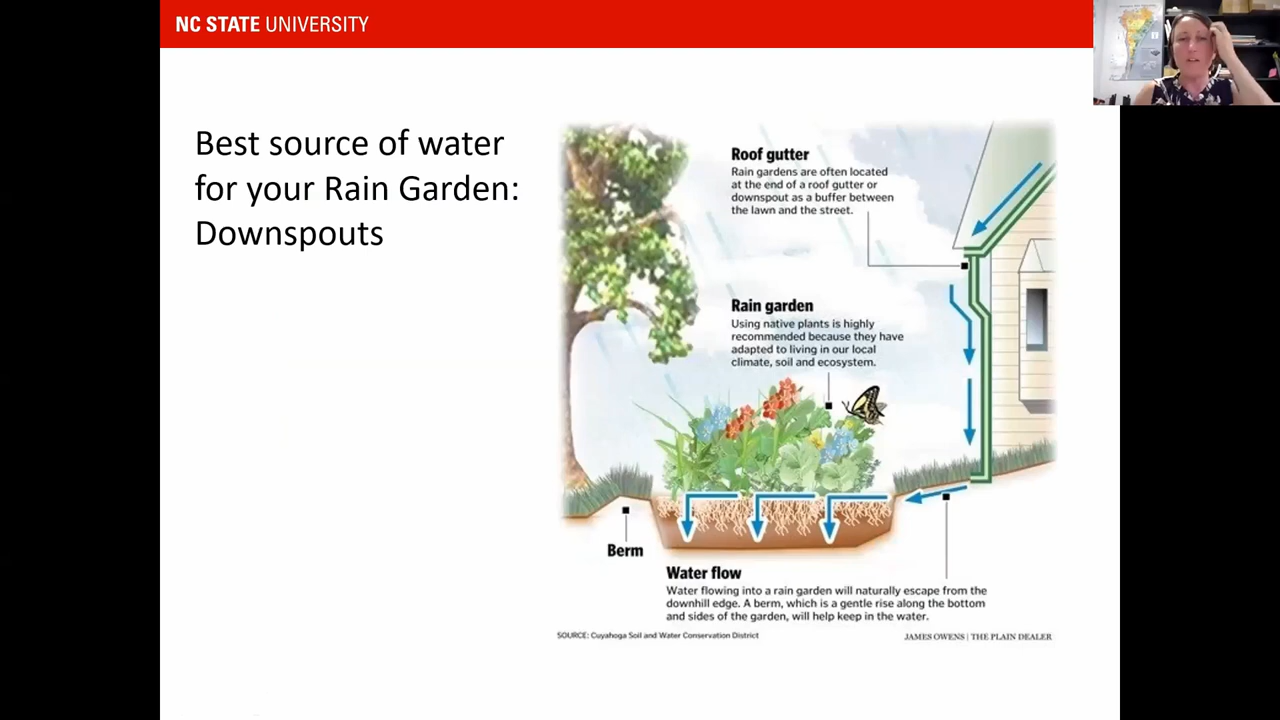 NC STATE UNIVERSITY
Best source of water
for your Rain Garden:
Downspouts
Roof gutter
Rain gardens are often located
at the end of a roof gutter or
downspout as a buffer between
the lawn and the street.
Rain garden
Using native plants is highly
recommended because they have
adapted to living in our local
climate, soil and ecosystem.
Berm
Water flow
Water flowing into a rain garden will naturally escape from the
downhill edge. A berm, which is a gentle rise along the bottom
and sides of the garden, will help keep in the water.
SOURCE: Cuyahoga Soil and Water Conservation District
JAMES OWENS | THE PLAIN DEALER